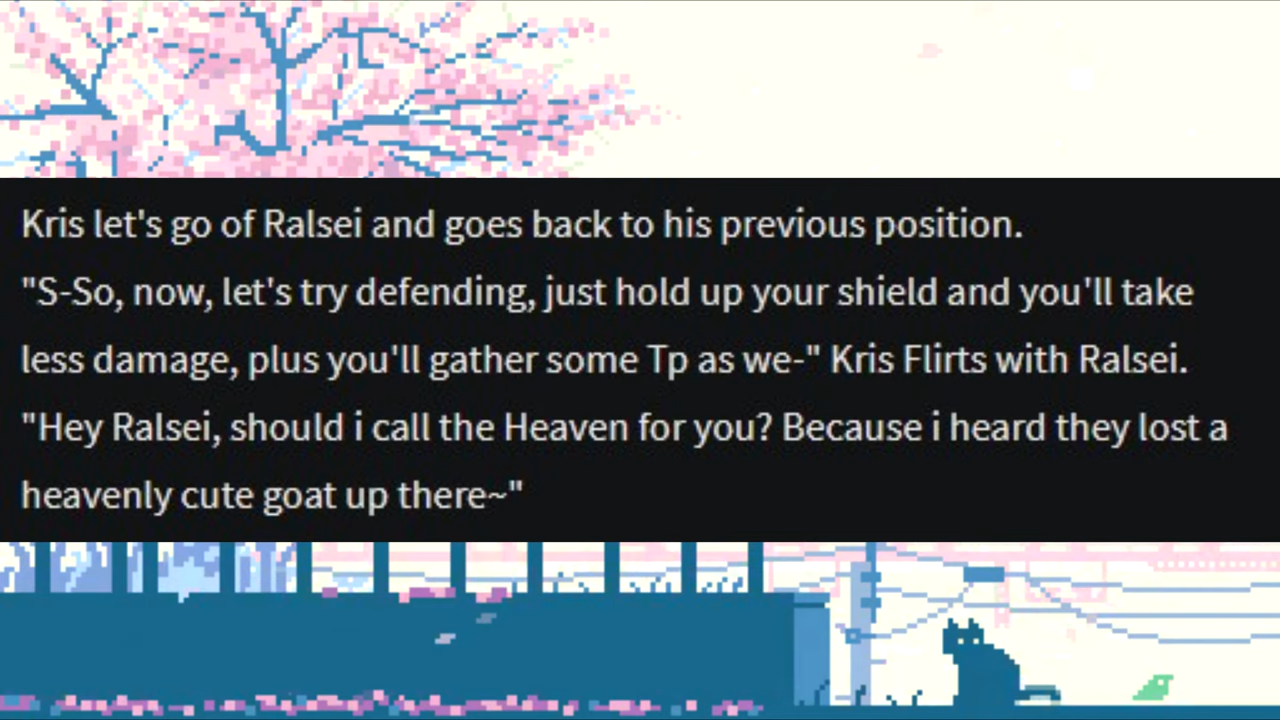 Kris let's go of Ralsei and goes back to his previous position.
"S-So, now, let's try defending, just hold up your shield and you'll take
less damage, plus you'll gather some Tp as we-" Kris Flirts with Ralsei.
"Hey Ralsei, should i call the Heaven for you? Because i heard they lost a
heavenly cute goat up there~"